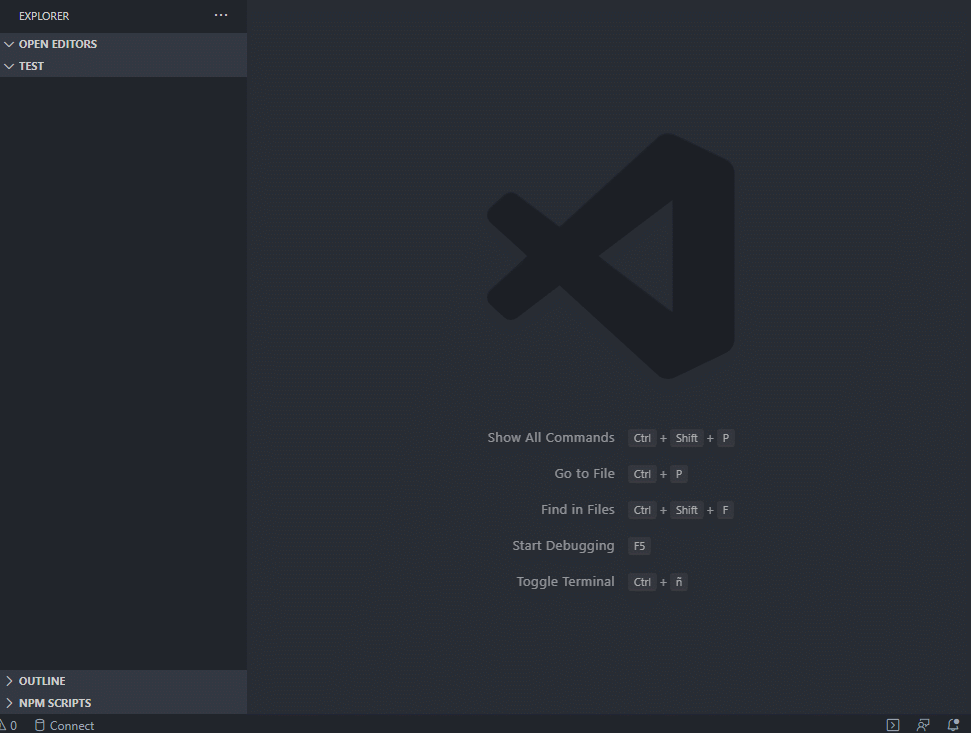 EXPLORER
OPEN EDITORS
TEST
Show All Commands Ctrl + Shift + P
Go to File Ctrl + P
Find in Files Ctrl + Shift + F
Start Debugging F5
Toggle Terminal Ctrl + ñ
OUTLINE
NPM SCRIPTS
0 Connect